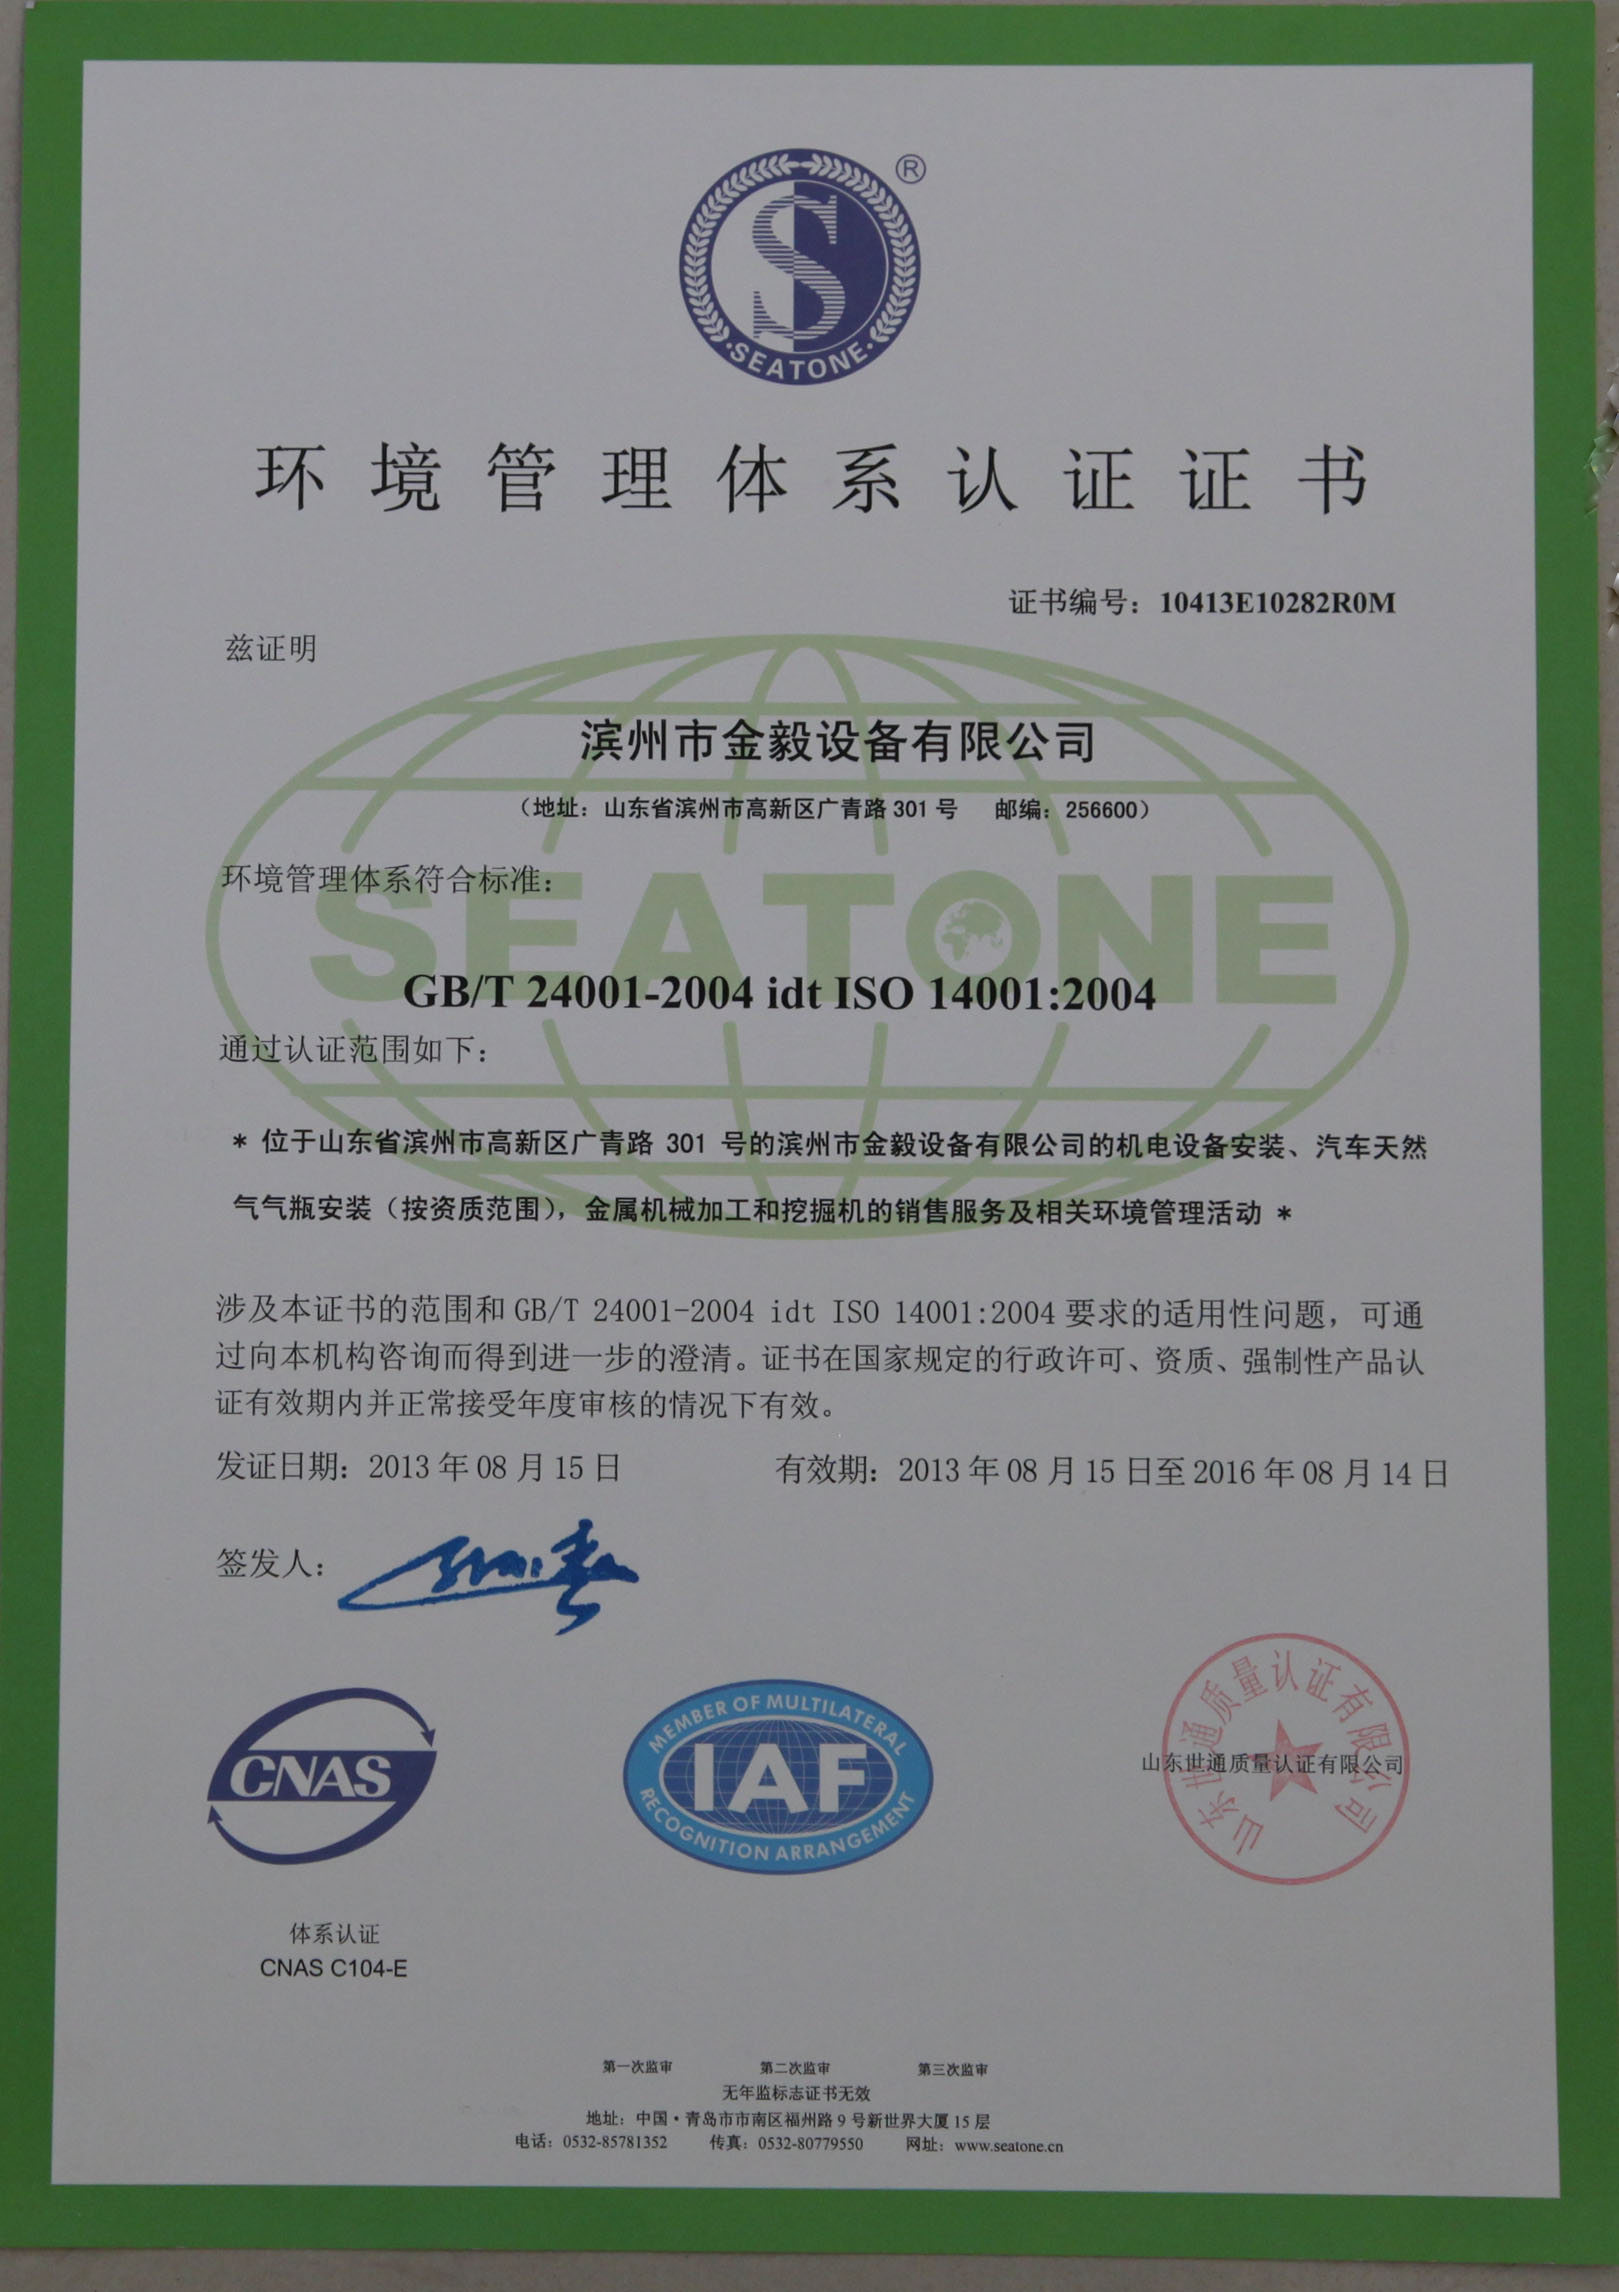 ®
S
SEATONE
环境管理体系认证证书
证书编号：10413E10282R0M
兹证明
滨州市金毅设备有限公司
（地址：山东省滨州市高新区广青路301号 邮编：256600）
环境管理体系符合标准：
SEATONE
GB/T 24001-2004 idt ISO 14001:2004
通过认证范围如下：
* 位于山东省滨州市高新区广青路 301 号的滨州市金毅设备有限公司的机电设备安装、汽车天然
气气瓶安装（按资质范围），金属机械加工和挖掘机的销售服务及相关环境管理活动 *
涉及本证书的范围和 GB/T 24001-2004 idt ISO 14001:2004 要求的适用性问题，可通
过向本机构咨询而得到进一步的澄清。证书在国家规定的行政许可、资质、强制性产品认
证有效期内并正常接受年度审核的情况下有效。
发证日期：2013 年 08 月 15 日 有效期：2013 年 08 月 15 日至 2016 年 08 月 14 日
签发人：
CNAS
MEMBER OF MULTILATERAL
IAF
RECOGNITION ARRANGEMENT
山东世通质量认证有限公司
山东世通质量认证有限公司
体系认证
CNAS C104-E
第一次监审 第二次监审 第三次监审
无年监标志证书无效
地址：中国·青岛市市南区福州路 9 号新世界大厦 15 层
电话：0532-85781352 传真：0532-80779550 网址：www.seatone.cn